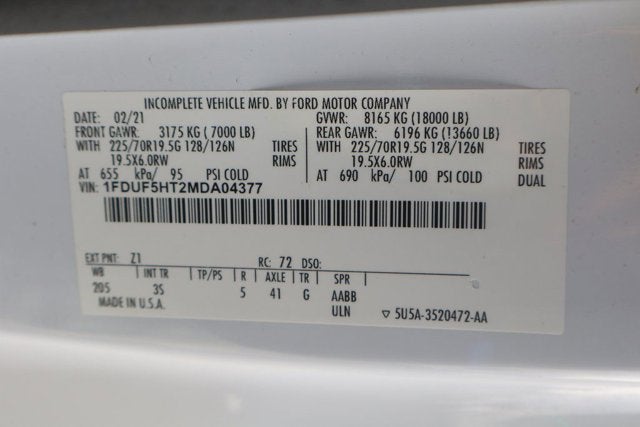 INCOMPLETE VEHICLE MFD. BY FORD MOTOR COMPANY
DATE: 02/21 GVWR: 8165 KG (18000 LB)
FRONT GAWR: 3175 KG ( 7000 LB) REAR GAWR: 6196 KG (13660 LB)
WITH 225/70R19.5G 128/126N TIRES WITH 225/70R19.5G 128/126N TIRES
19.5X6.0RW RIMS 19.5X6.0RW RIMS
AT 655 kPa/ 95 PSI COLD AT 690 kPa/ 100 PSI COLD DUAL
VIN: 1FDUF5HT2MDA04377
EXT PNT: Z1 RC: 72 DSO:
WB INT TR TP/PS R AXLE TR SPR
205 3S 5 41 G AABB
MADE IN U.S.A. ULN ▽ 5U5A-3520472-AA